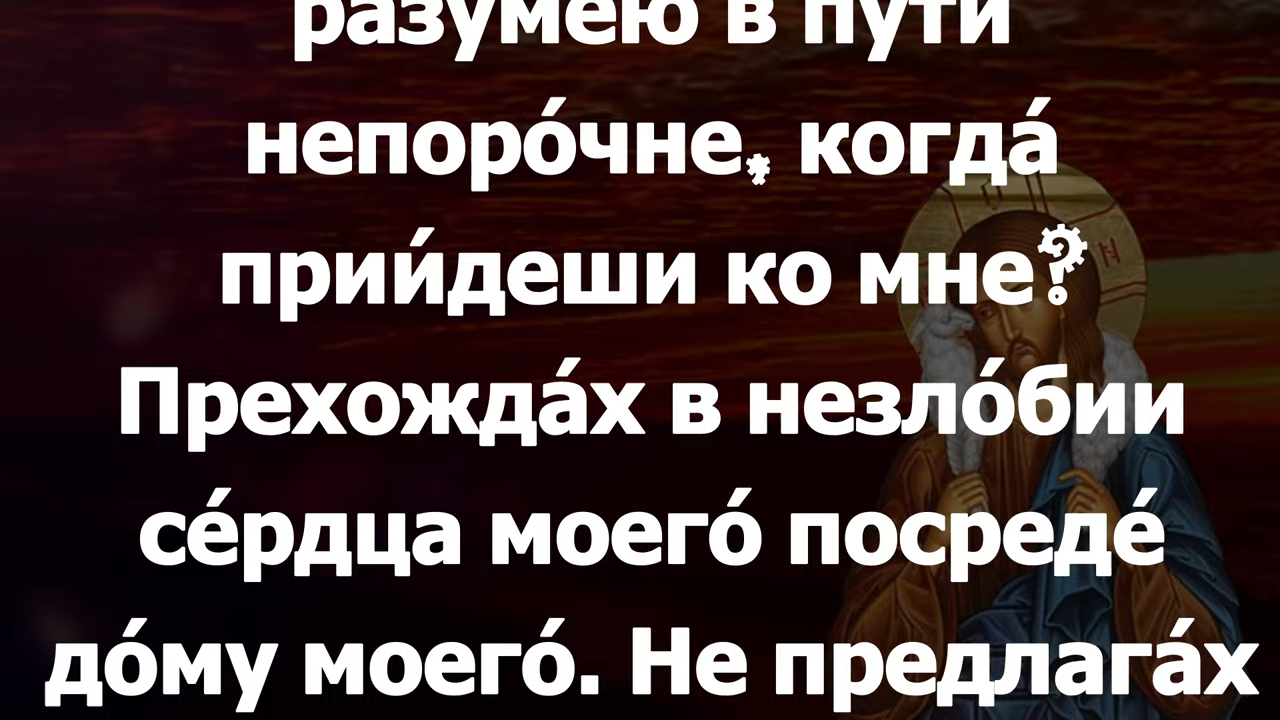 разумею в пути
непоро́чне, когда́
прии́деши ко мне?
Прехожда́х в незло́бии
се́рдца моего́ посреде́
до́му моего́. Не предлага́х